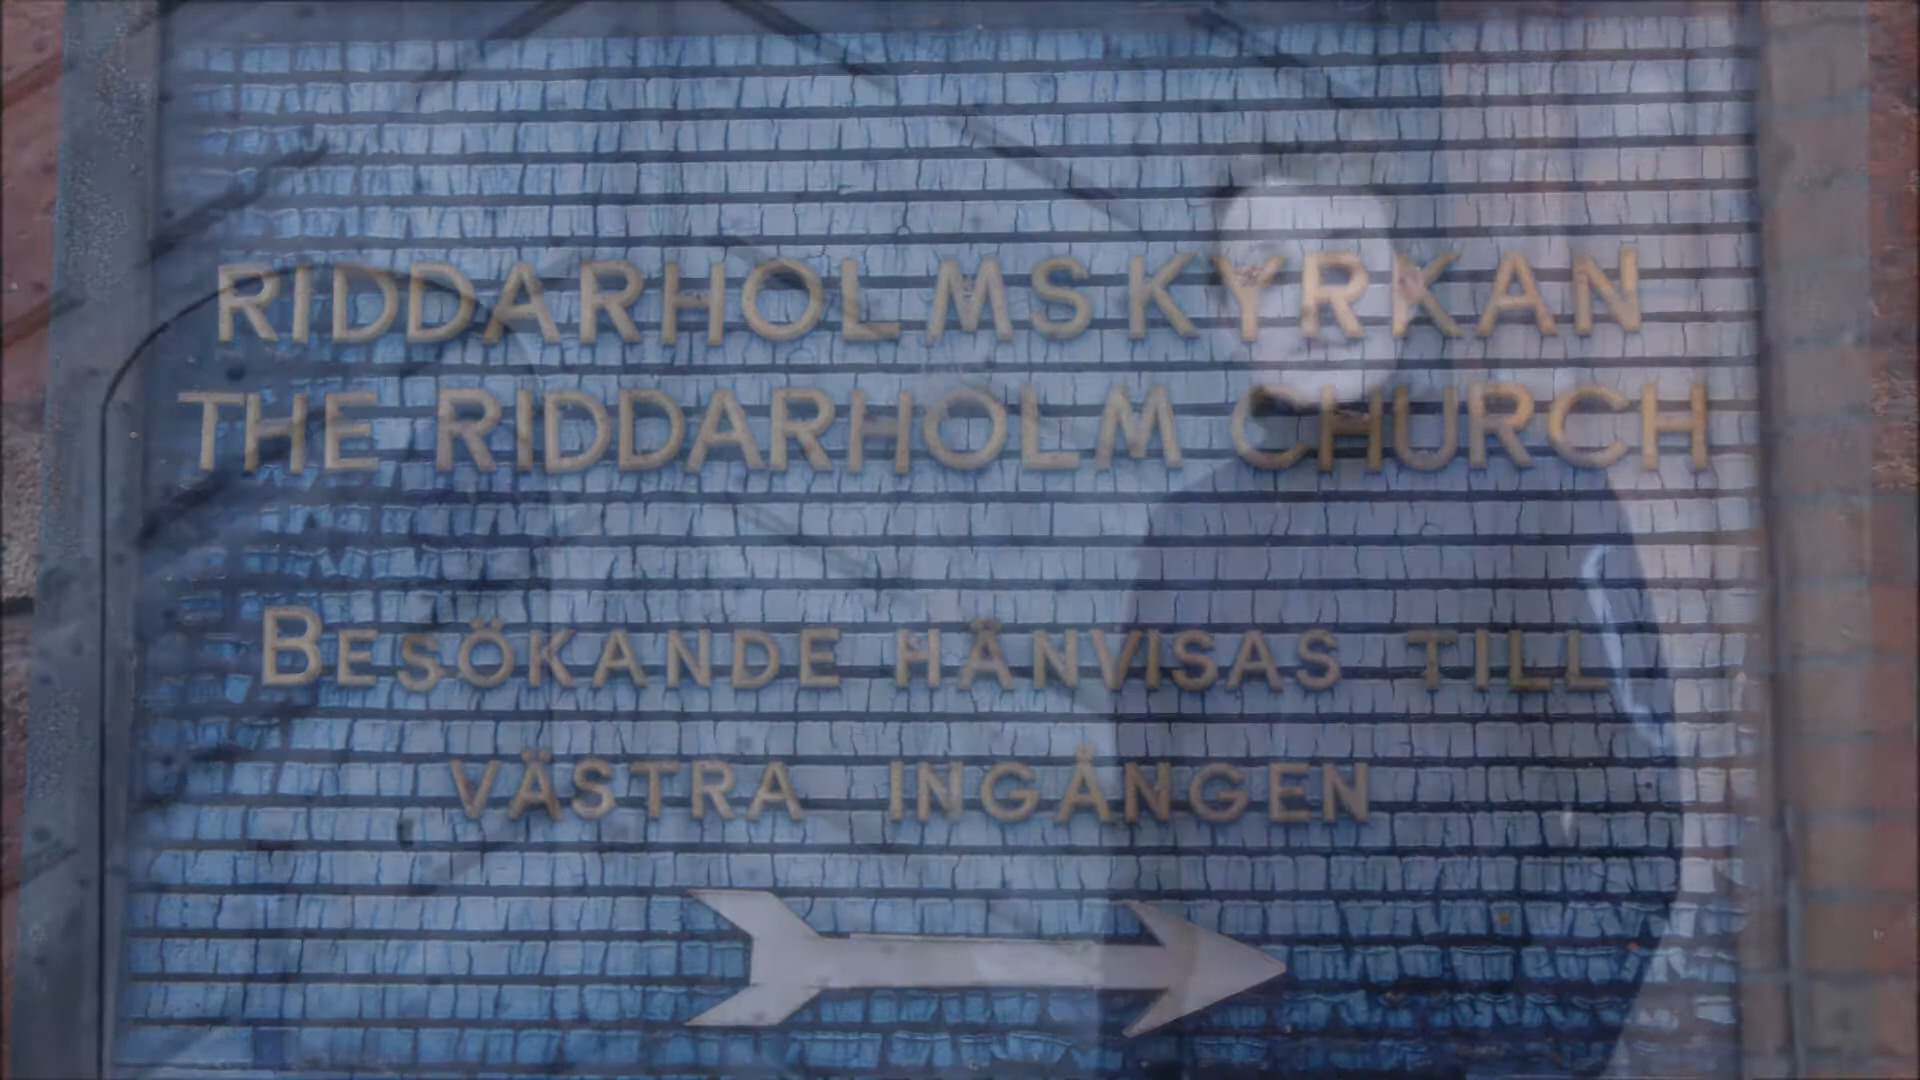 RIDDARHOLMSKYRKAN
THE RIDDARHOLM CHURCH
BESÖKANDE HÄNVISAS TILL
VÄSTRA INGÅNGEN